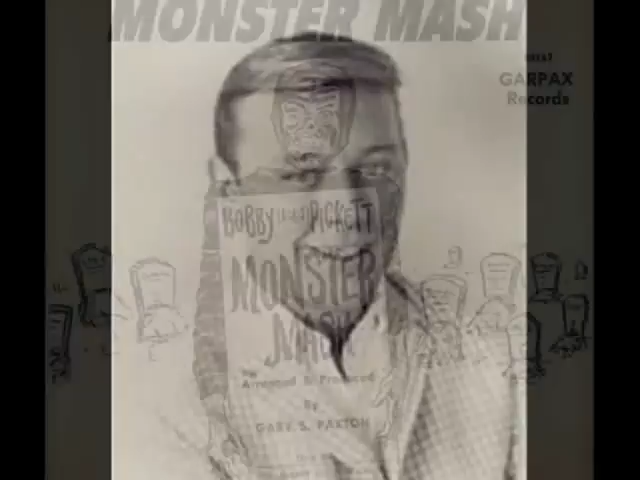 MONSTER MASH
GARPAX
Records
BOBBY PICKETT
MONSTER
MASH
Arranged & Produced
By
GARY S. PAXTON